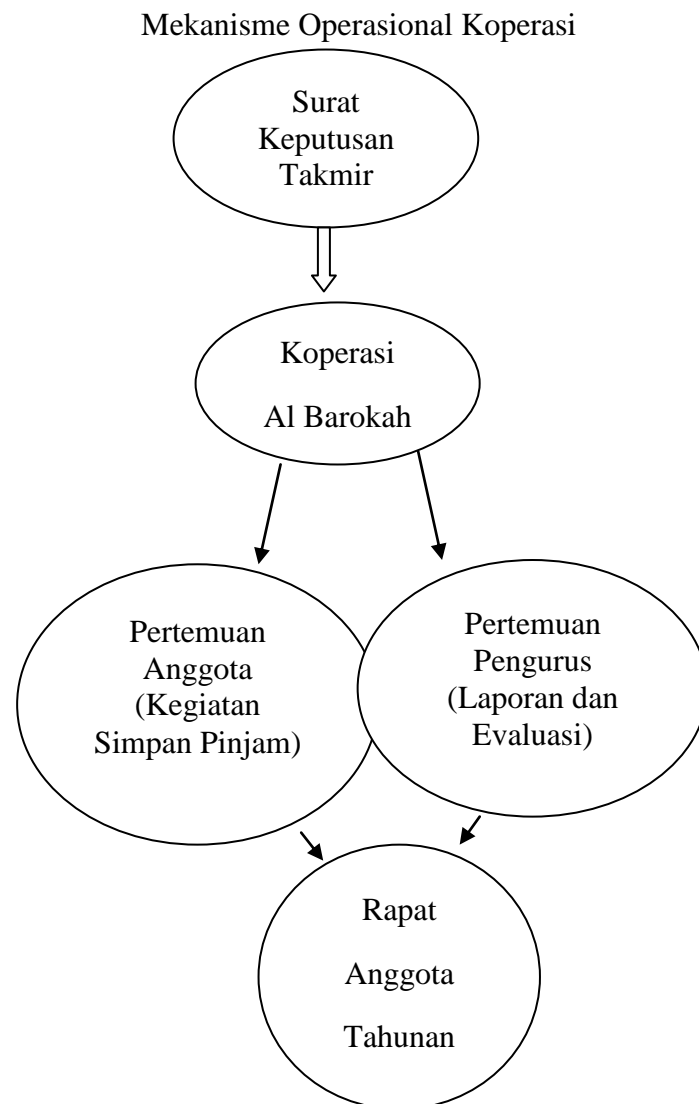 Mekanisme Operasional Koperasi
Surat
Keputusan
Takmir
Koperasi
Al Barokah
Pertemuan
Anggota
(Kegiatan
Simpan Pinjam)
Pertemuan
Pengurus
(Laporan dan
Evaluasi)
Rapat
Anggota
Tahunan